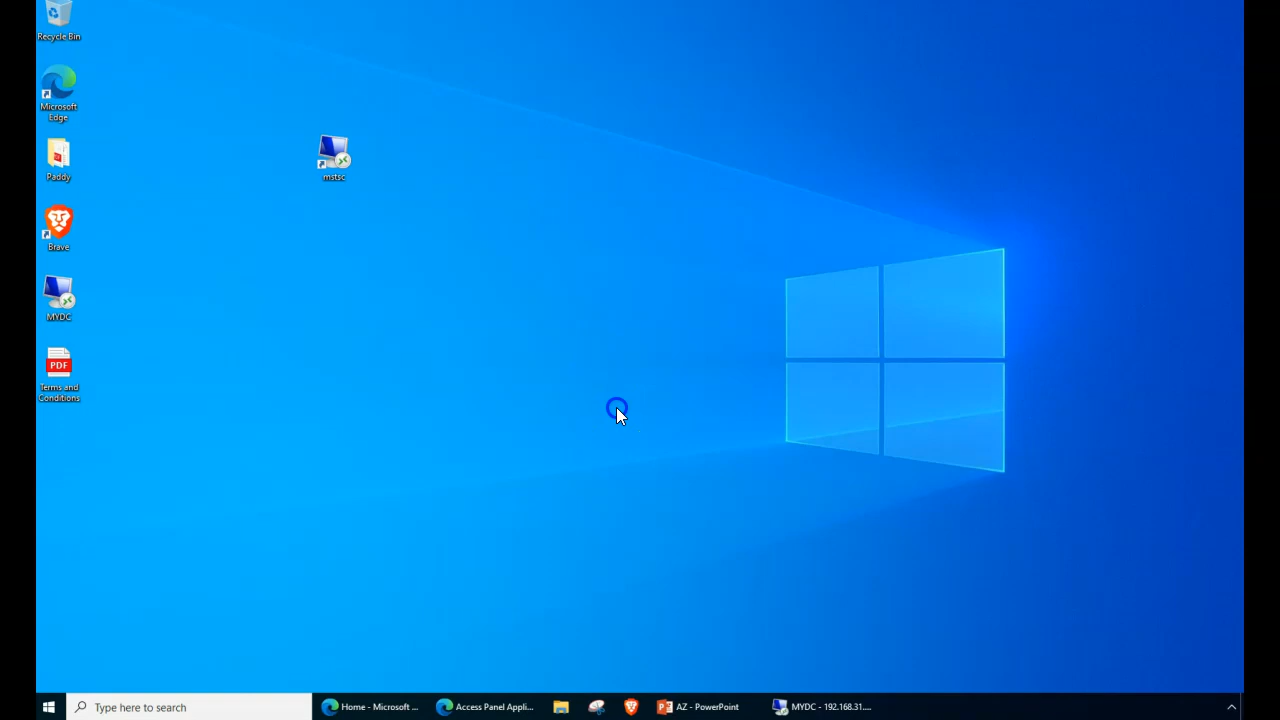 Recycle Bin
Microsoft
Edge
Paddy
mstsc
Brave
MYDC
PDF
Terms and
Conditions
Type here to search
Home - Microsoft ...
Access Panel Appli...
AZ - PowerPoint
MYDC - 192.168.31....